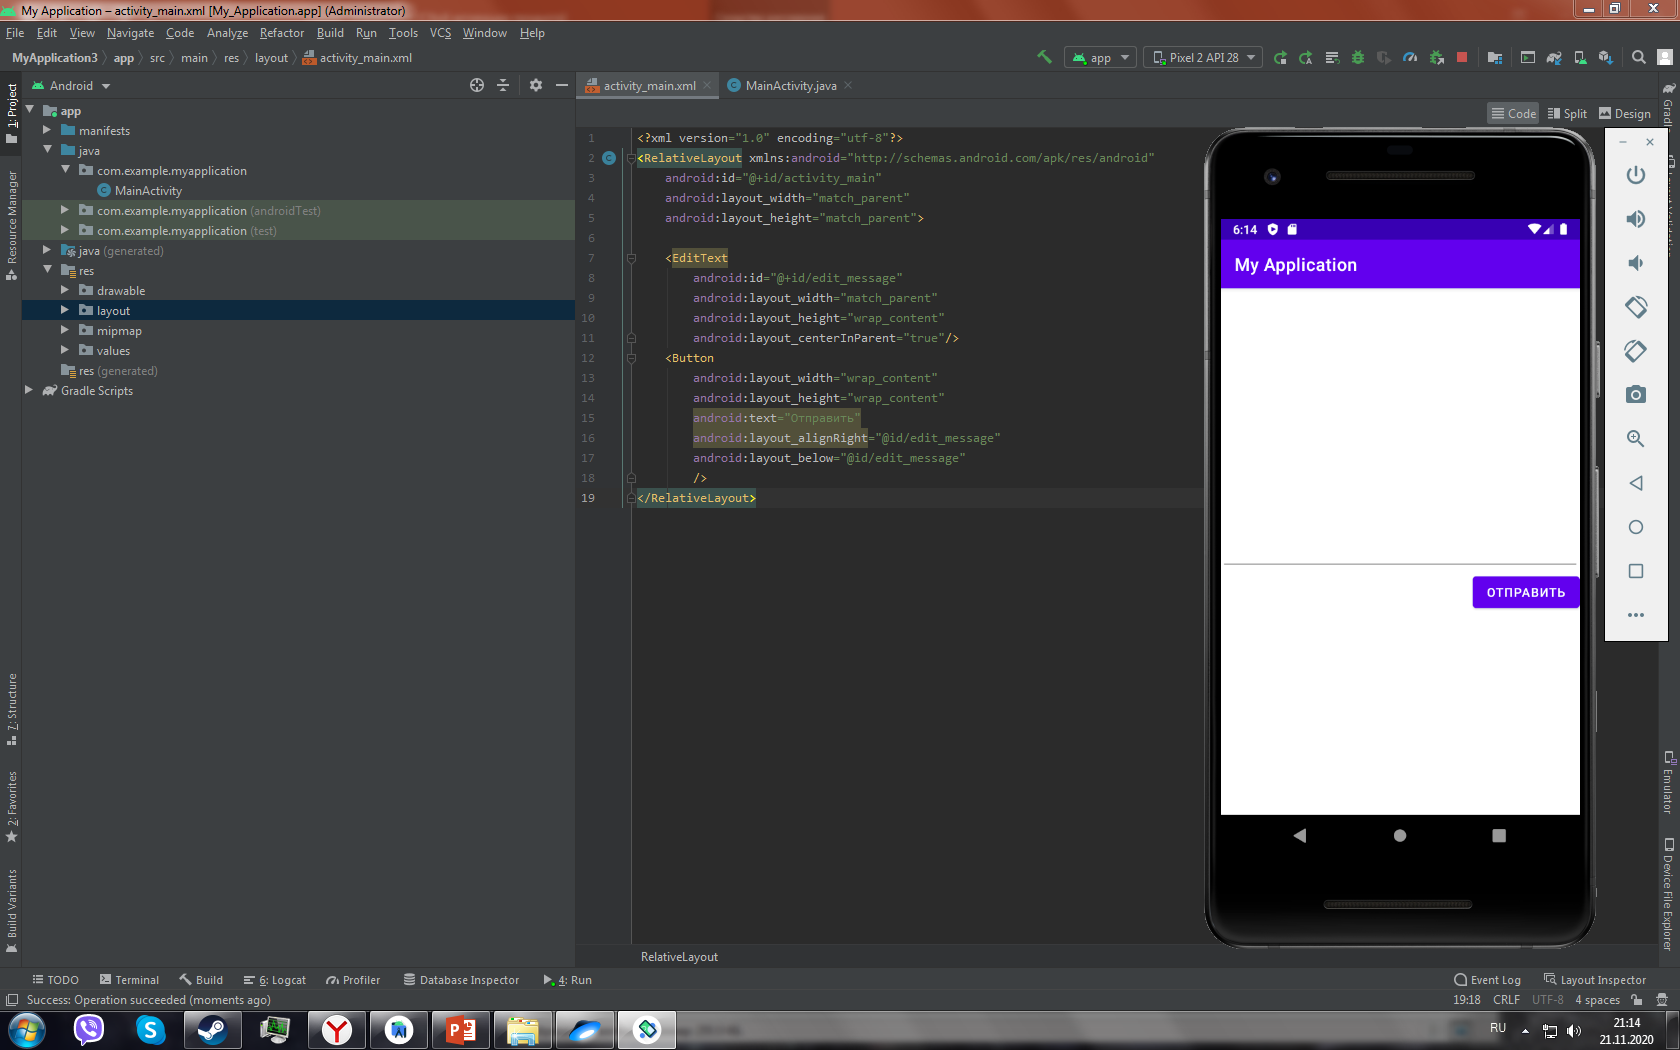 My Application – activity_main.xml [My_Application.app] (Administrator)
File Edit View Navigate Code Analyze Refactor Build Run Tools VCS Window Help
MyApplication3 app src main res layout activity_main.xml
app Pixel 2 API 28
Android
activity_main.xml MainActivity.java
Code Split Design
1: Project
Resource Manager
7: Structure
2: Favorites
Build Variants
app
manifests
java
com.example.myapplication
MainActivity
com.example.myapplication (androidTest)
com.example.myapplication (test)
java (generated)
res
drawable
layout
mipmap
values
res (generated)
Gradle Scripts
1 <?xml version="1.0" encoding="utf-8"?>
2 <RelativeLayout xmlns:android="http://schemas.android.com/apk/res/android"
3 android:id="@+id/activity_main"
4 android:layout_width="match_parent"
5 android:layout_height="match_parent">
6
7 <EditText
8 android:id="@+id/edit_message"
9 android:layout_width="match_parent"
10 android:layout_height="wrap_content"
11 android:layout_centerInParent="true"/>
12 <Button
13 android:layout_width="wrap_content"
14 android:layout_height="wrap_content"
15 android:text="Отправить"
16 android:layout_alignRight="@id/edit_message"
17 android:layout_below="@id/edit_message"
18 />
19 </RelativeLayout>
RelativeLayout
6:14
My Application
ОТПРАВИТЬ
Emulator
Device File Explorer
TODO Terminal Build 6: Logcat Profiler Database Inspector 4: Run Event Log Layout Inspector
Success: Operation succeeded (moments ago) 19:18 CRLF UTF-8 4 spaces
RU
21:14
21.11.2020